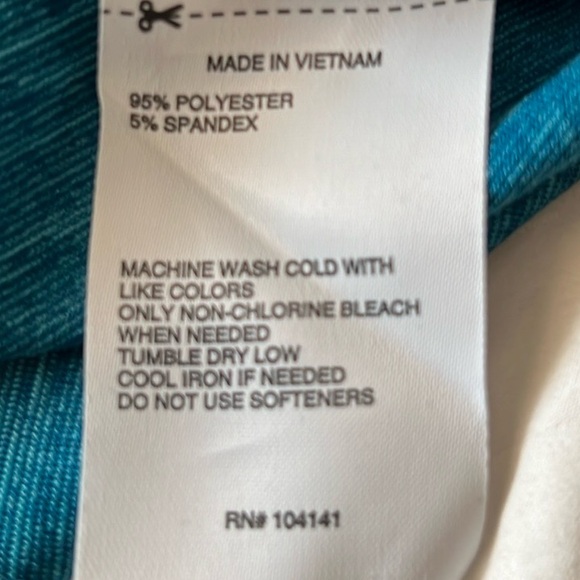 MADE IN VIETNAM
95% POLYESTER
5% SPANDEX
MACHINE WASH COLD WITH
LIKE COLORS
ONLY NON-CHLORINE BLEACH
WHEN NEEDED
TUMBLE DRY LOW
COOL IRON IF NEEDED
DO NOT USE SOFTENERS
RN# 104141